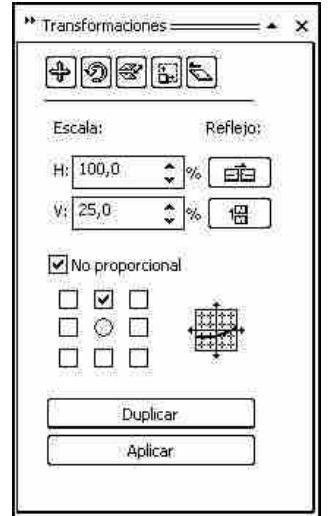 Transformaciones
Escala: Reflejo:
H: 100,0 %
V: 25,0 %
No proporcional
Duplicar
Aplicar